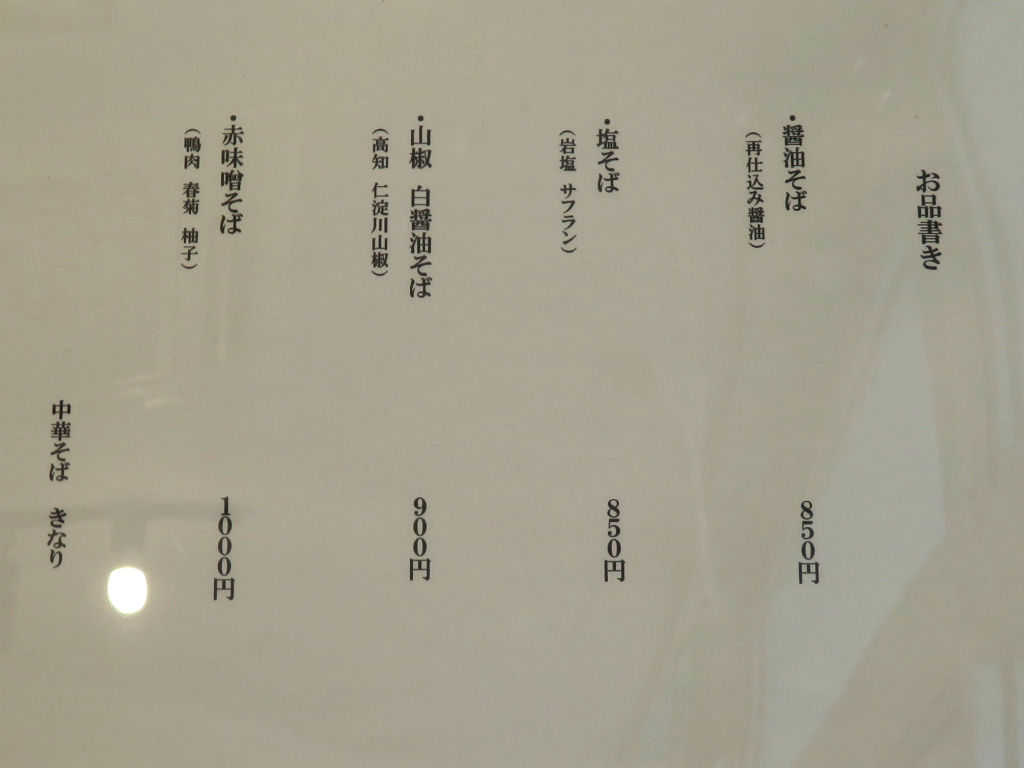 お品書き
・醤油そば
（再仕込み醤油）
850円
・塩そば
（岩塩 サフラン）
850円
・山椒 白醤油そば
（高知 仁淀川山椒）
900円
・赤味噌そば
（鴨肉 春菊 柚子）
1000円
中華そば きなり